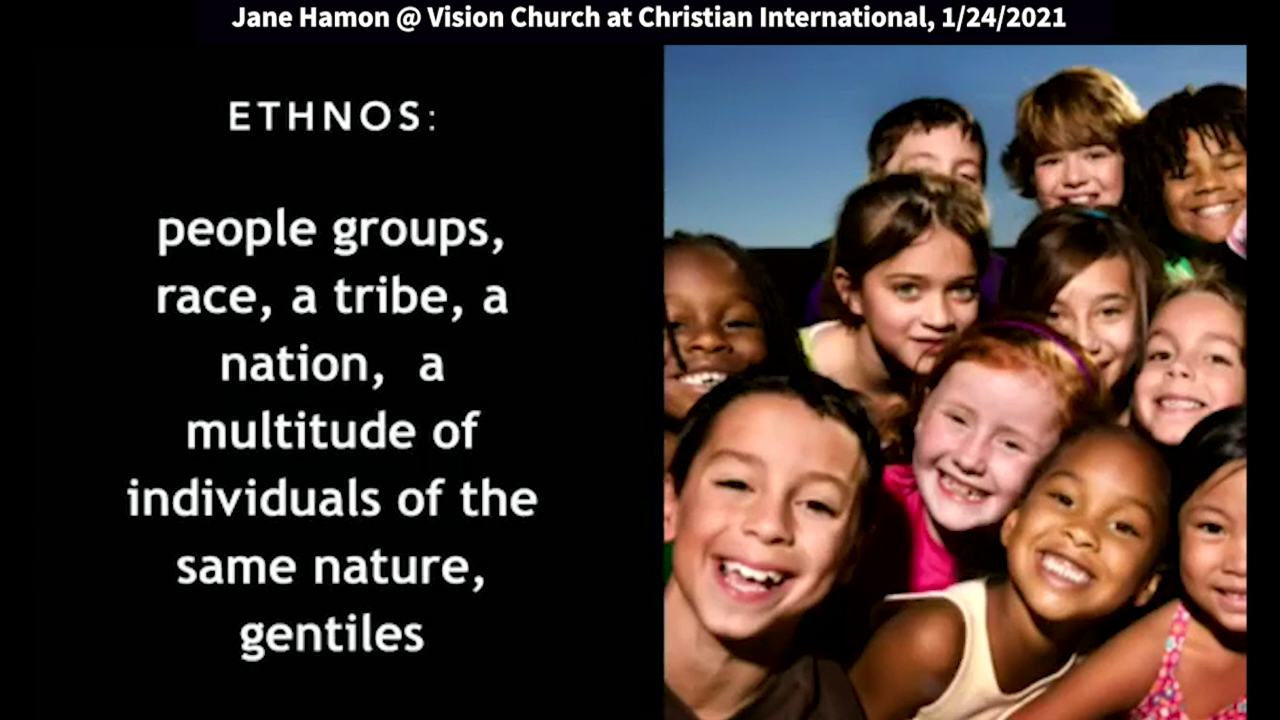 Jane Hamon @ Vision Church at Christian International, 1/24/2021
ETHNOS:
people groups,
race, a tribe, a
nation, a
multitude of
individuals of the
same nature,
gentiles